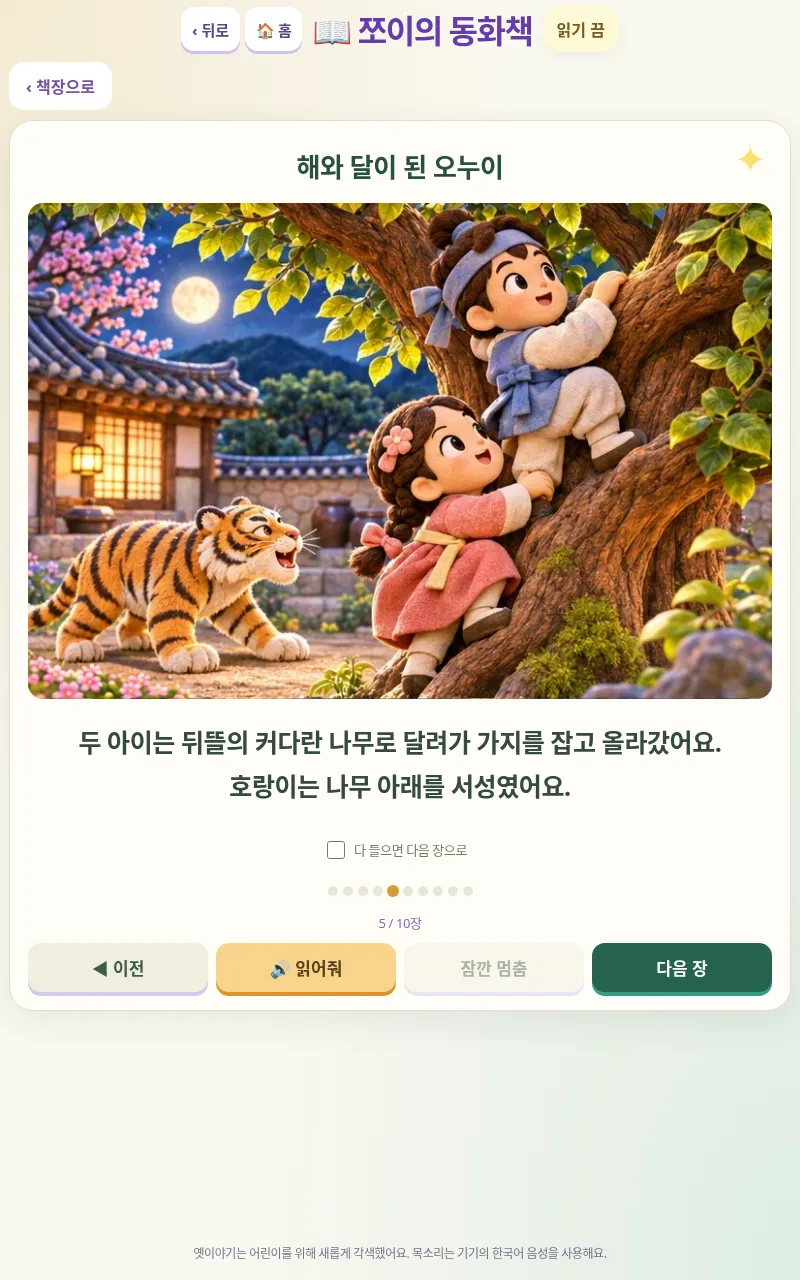 ‹ 뒤로
🏠 홈
📖 쪼이의 동화책
읽기 끔
‹ 책장으로
해와 달이 된 오누이
두 아이는 뒤뜰의 커다란 나무로 달려가 가지를 잡고 올라갔어요.
호랑이는 나무 아래를 서성였어요.
다 들으면 다음 장으로
5 / 10장
◀ 이전
🔊 읽어줘
잠깐 멈춤
다음 장
옛이야기는 어린이를 위해 새롭게 각색했어요. 목소리는 기기의 한국어 음성을 사용해요.